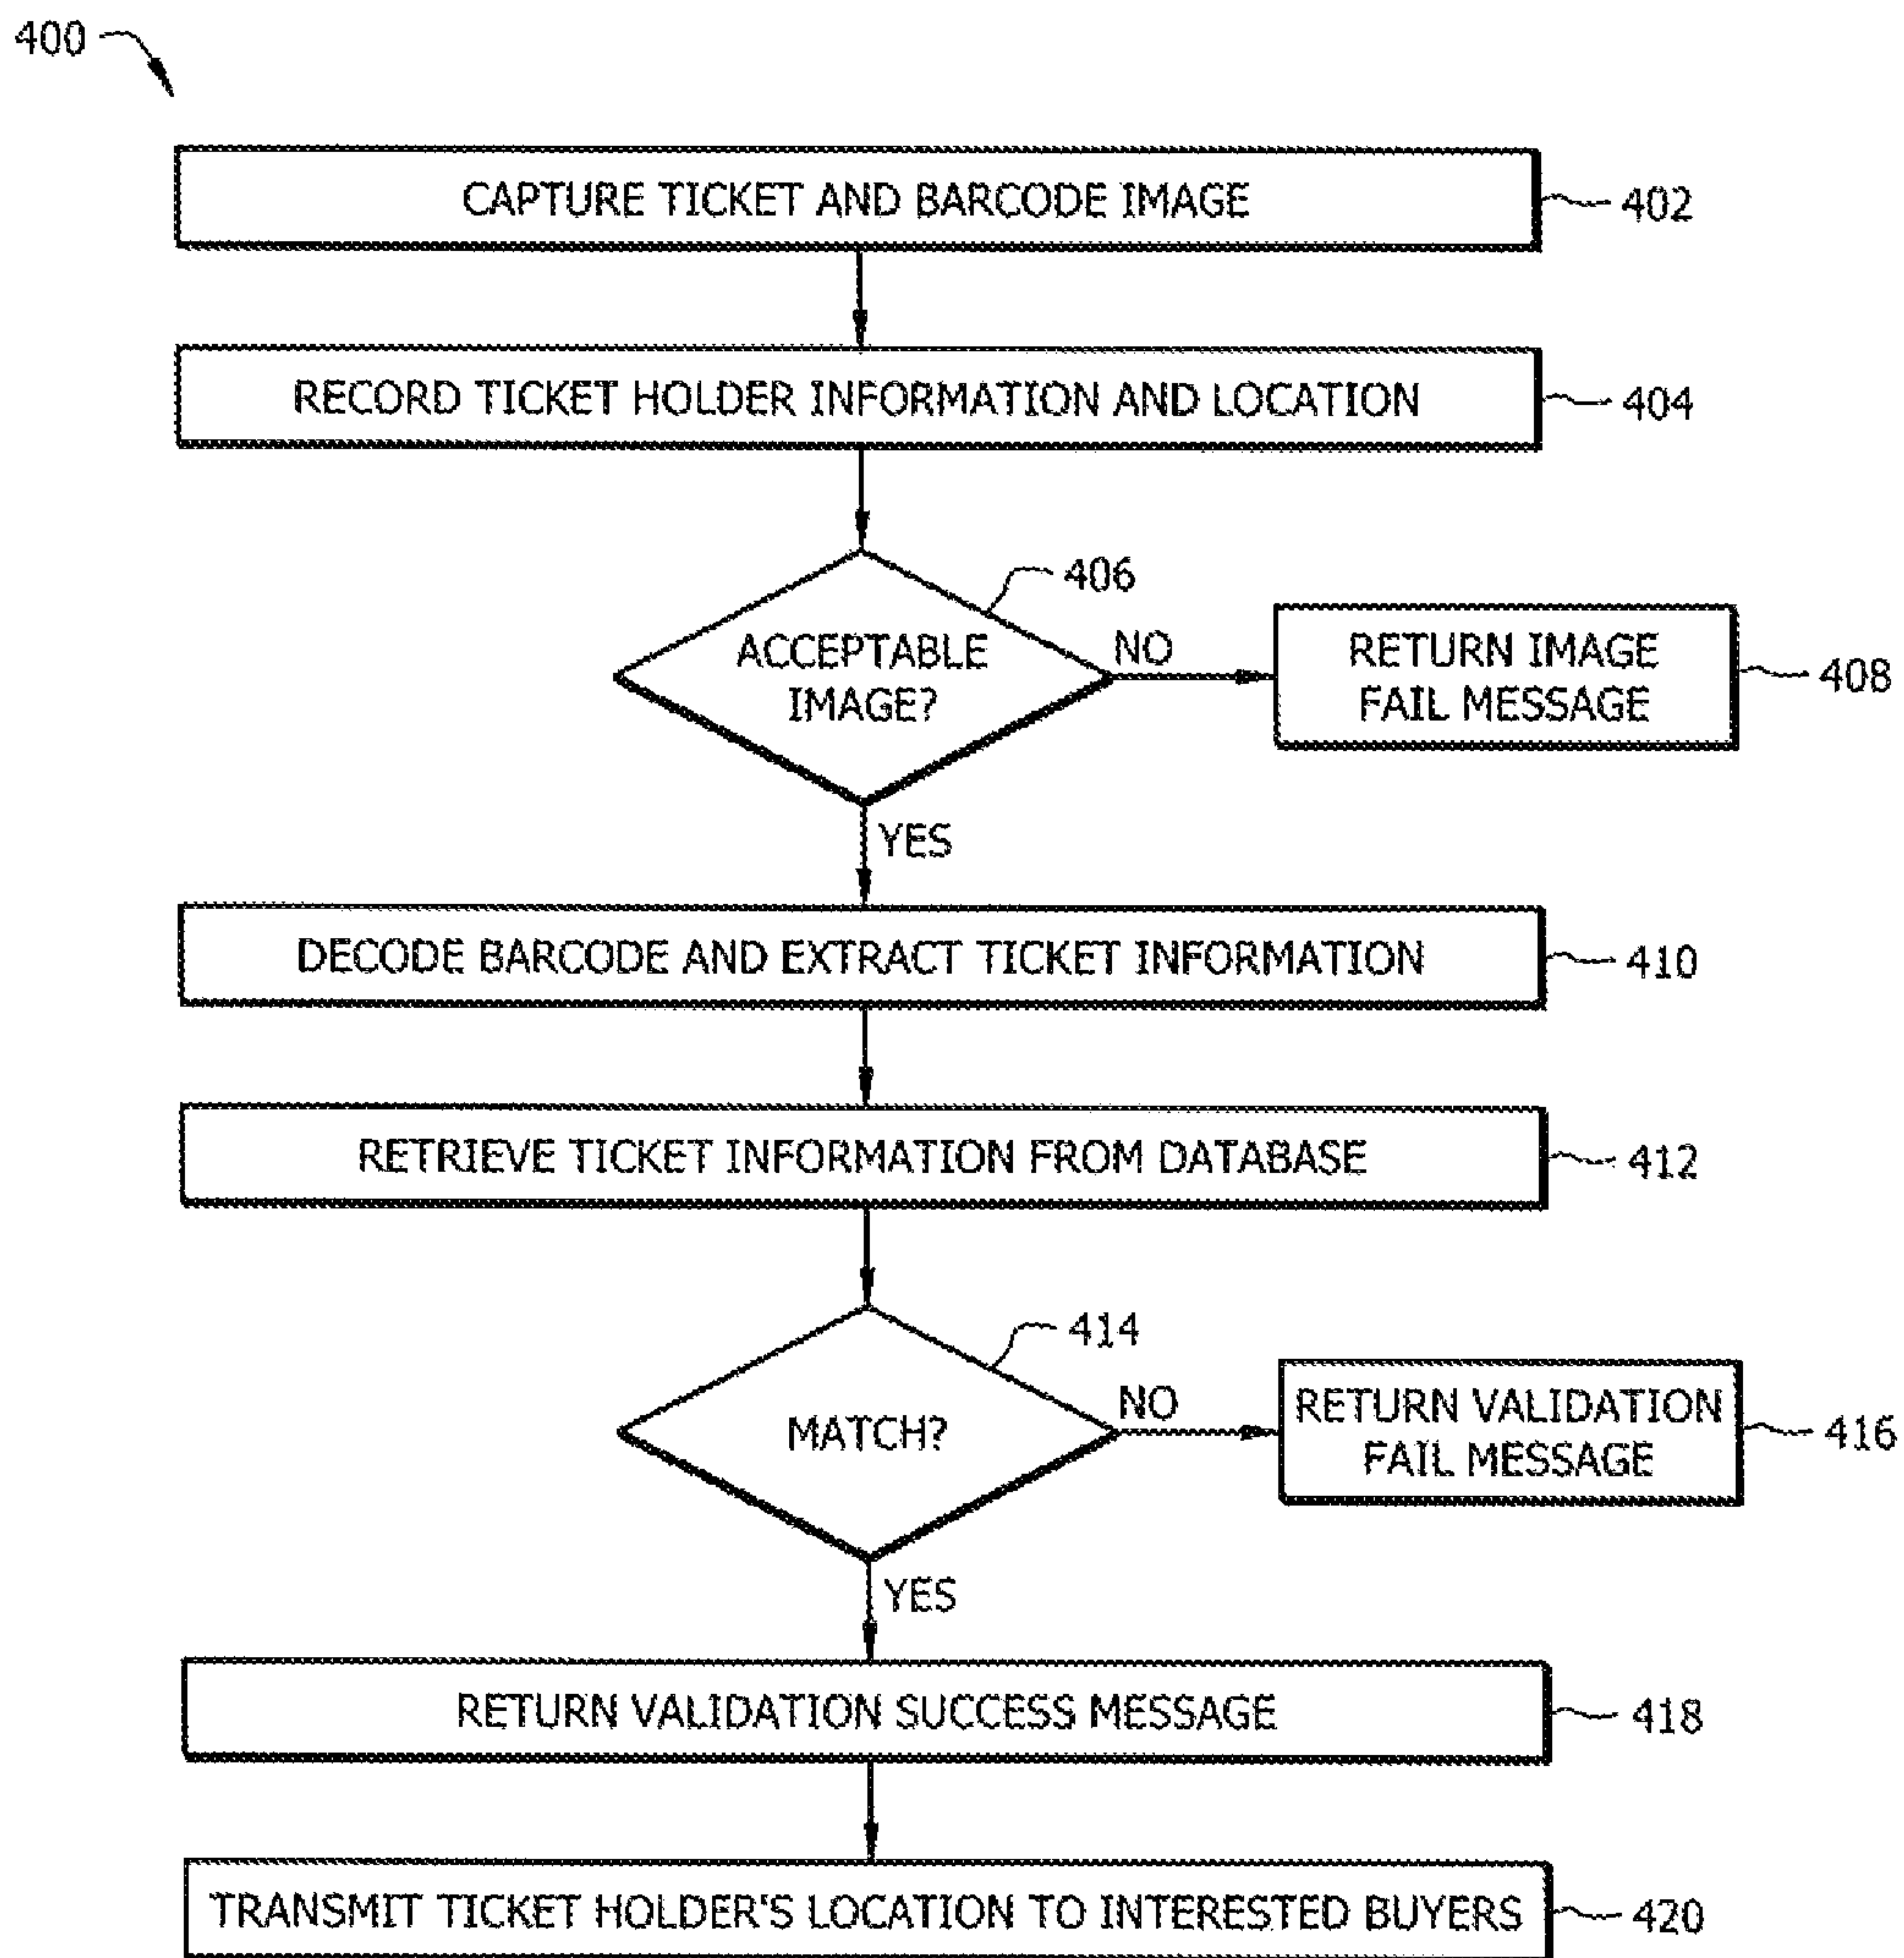 400
CAPTURE TICKET AND BARCODE IMAGE
402
RECORD TICKET HOLDER INFORMATION AND LOCATION
404
406
ACCEPTABLE
IMAGE?
NO
RETURN IMAGE
FAIL MESSAGE
408
YES
DECODE BARCODE AND EXTRACT TICKET INFORMATION
410
RETRIEVE TICKET INFORMATION FROM DATABASE
412
414
MATCH?
NO
RETURN VALIDATION
FAIL MESSAGE
416
YES
RETURN VALIDATION SUCCESS MESSAGE
418
TRANSMIT TICKET HOLDER'S LOCATION TO INTERESTED BUYERS
420